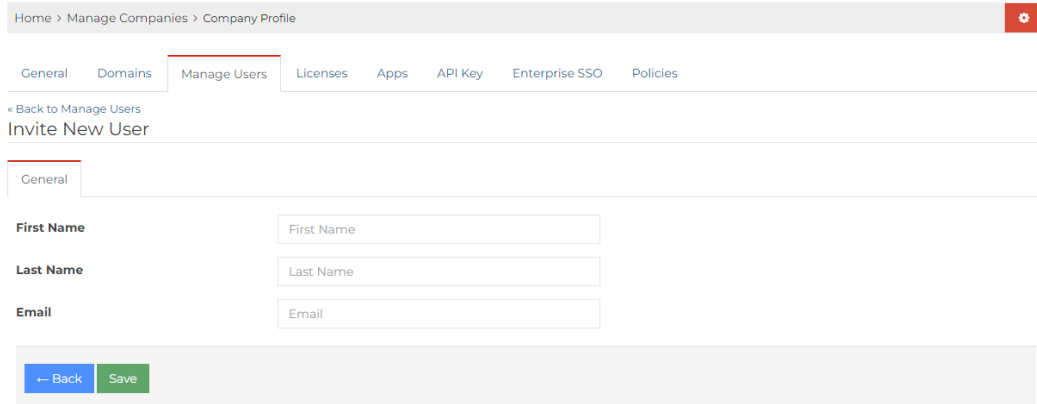 Home > Manage Companies > Company Profile
General Domains Manage Users Licenses Apps API Key Enterprise SSO Policies
« Back to Manage Users
Invite New User
General
First Name First Name
Last Name Last Name
Email Email
← Back Save